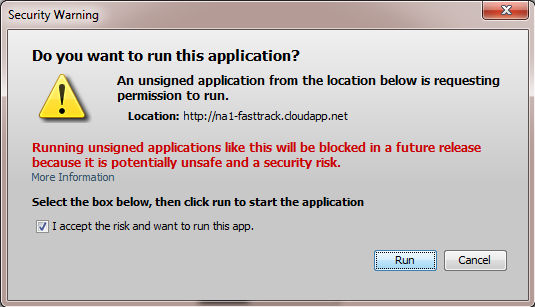 Security Warning
Do you want to run this application?
An unsigned application from the location below is requesting
permission to run.
Location: http://na1-fasttrack.cloudapp.net
Running unsigned applications like this will be blocked in a future release
because it is potentially unsafe and a security risk.
More Information
Select the box below, then click run to start the application
I accept the risk and want to run this app.
Run Cancel